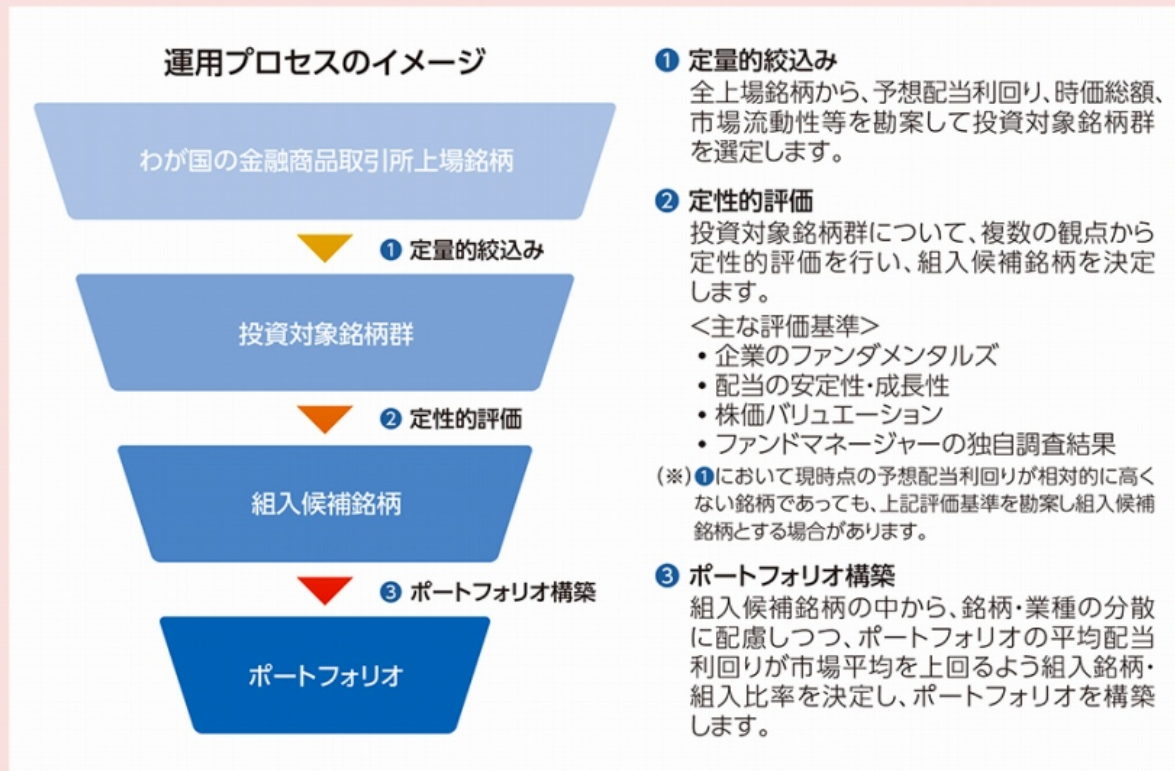 運用プロセスのイメージ
わが国の金融商品取引所上場銘柄
❶ 定量的絞込み
投資対象銘柄群
❷ 定性的評価
組入候補銘柄
❸ ポートフォリオ構築
ポートフォリオ
❶ 定量的絞込み
全上場銘柄から、予想配当利回り、時価総額、
市場流動性等を勘案して投資対象銘柄群
を選定します。
❷ 定性的評価
投資対象銘柄群について、複数の観点から
定性的評価を行い、組入候補銘柄を決定
します。
＜主な評価基準＞
• 企業のファンダメンタルズ
• 配当の安定性・成長性
• 株価バリュエーション
• ファンドマネージャーの独自調査結果
(※)❶において現時点の予想配当利回りが相対的に高く
ない銘柄であっても、上記評価基準を勘案し組入候補
銘柄とする場合があります。
❸ ポートフォリオ構築
組入候補銘柄の中から、銘柄・業種の分散
に配慮しつつ、ポートフォリオの平均配当
利回りが市場平均を上回るよう組入銘柄・
組入比率を決定し、ポートフォリオを構築
します。